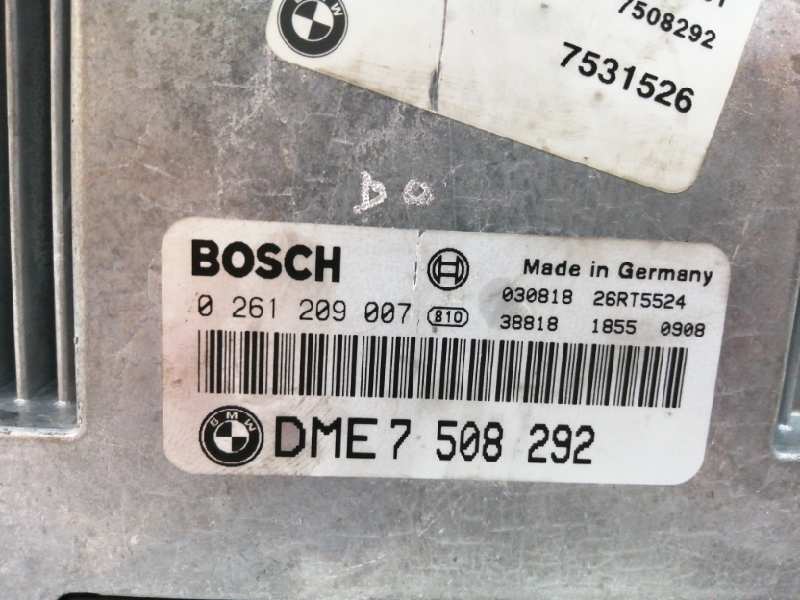 7508292
7531526
BMW
BOSCH
Made in Germany
0 261 209 007 810
030818 26RT5524
38818 1855 0908
BMW
DME 7 508 292